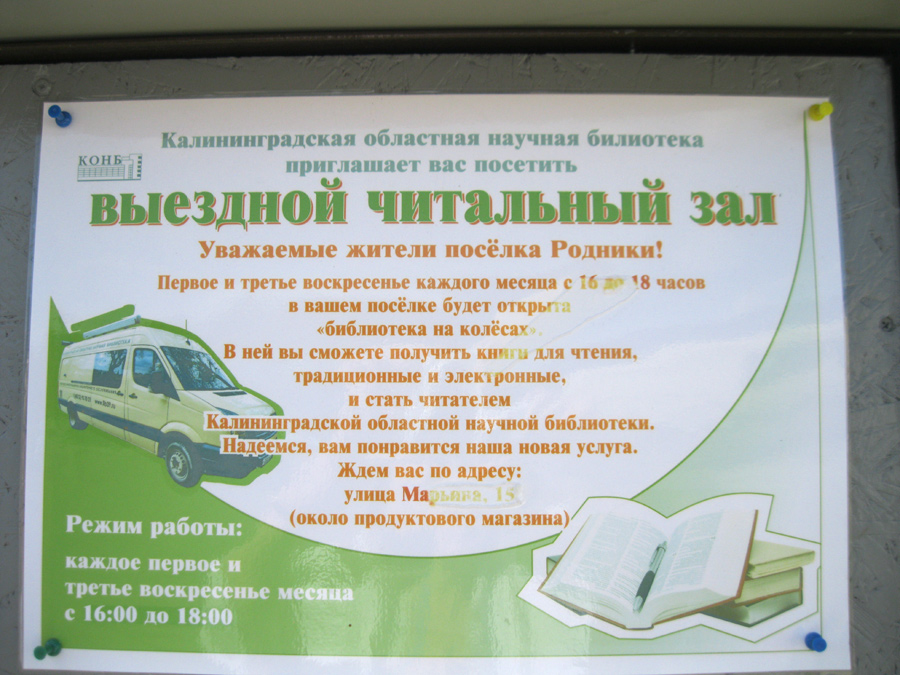 Калининградская областная научная билиотека
КОНБ
приглашает вас посетить
выездной читальный зал
Уважаемые жители посёлка Родники!
Первое и третье воскресенье каждого месяца с 16 до 18 часов
в вашем посёлке будет открыта
«библиотека на колёсах».
В ней вы сможете получить книги для чтения,
традиционные и электронные,
и стать читателем
Калининградской областной научной библиотеки.
Надеемся, вам понравится наша новая услуга.
Ждем вас по адресу:
улица 15
(около продуктового магазина)
Режим работы:
каждое первое и
третье воскресенье месяца
с 16:00 до 18:00